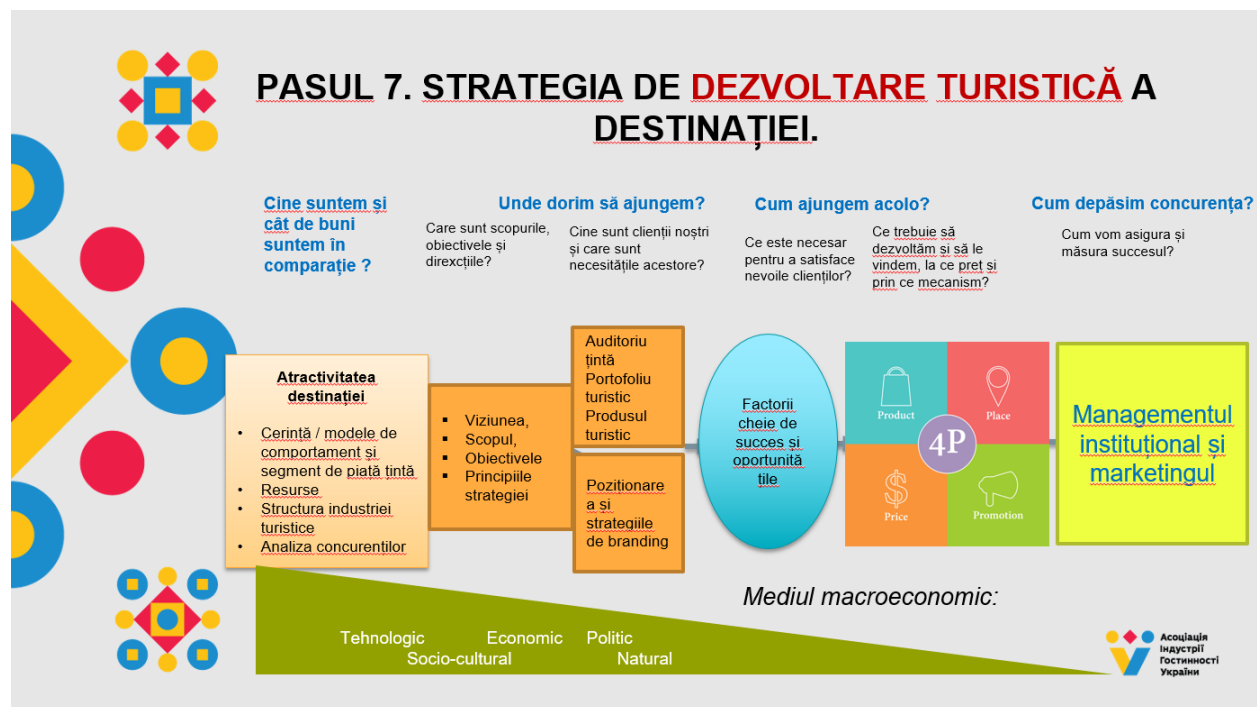 PASUL 7. STRATEGIA DE DEZVOLTARE TURISTICĂ A
DESTINAȚIEI.
Cine suntem și
cât de buni
suntem în
comparație ?
Unde dorim să ajungem?
Care sunt scopurile,
obiectivele și
direxcțiile?
Cine sunt clienții noștri
și care sunt
necesitățile acestore?
Cum ajungem acolo?
Ce este necesar
pentru a satisface
nevoile clienților?
Ce trebuie să
dezvoltăm și să le
vindem, la ce preț și
prin ce mecanism?
Cum depăsim concurența?
Cum vom asigura și
măsura succesul?
Atractivitatea
destinației
• Cerință / modele de
comportament și
segment de piață țintă
• Resurse
• Structura industriei
turistice
• Analiza concurenților
▪ Viziunea,
▪ Scopul,
▪ Obiectivele
▪ Principiile
strategiei
Auditoriu
țintă
Portofoliu
turistic
Produsul
turistic
Poziționare
a și
strategiile
de branding
Factorii
cheie de
succes și
oportunită
țile
Product
Place
4P
Price
Promotion
Managementul
instituțional și
marketingul
Mediul macroeconomic:
Tehnologic Economic Politic
Socio-cultural Natural
Асоціація
Індустрії
Гостинності
України